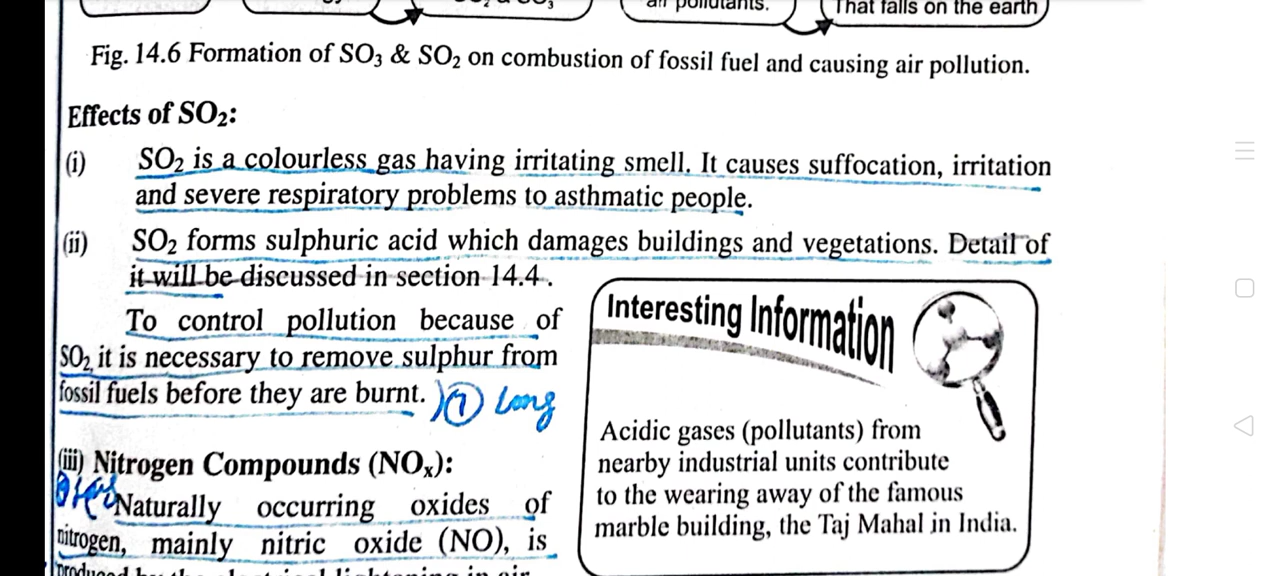 air pollutants.
That falls on the earth
Fig. 14.6 Formation of SO₃ & SO₂ on combustion of fossil fuel and causing air pollution.
Effects of SO₂:
(i) SO₂ is a colourless gas having irritating smell. It causes suffocation, irritation
and severe respiratory problems to asthmatic people.
(ii) SO₂ forms sulphuric acid which damages buildings and vegetations. Detail of
it will be discussed in section 14.4.
To control pollution because of
SO₂ it is necessary to remove sulphur from
fossil fuels before they are burnt. ) 7 Long
(iii) Nitrogen Compounds (NOₓ):
Naturally occurring oxides of
nitrogen, mainly nitric oxide (NO), is
Interesting Information
Acidic gases (pollutants) from
nearby industrial units contribute
to the wearing away of the famous
marble building, the Taj Mahal in India.